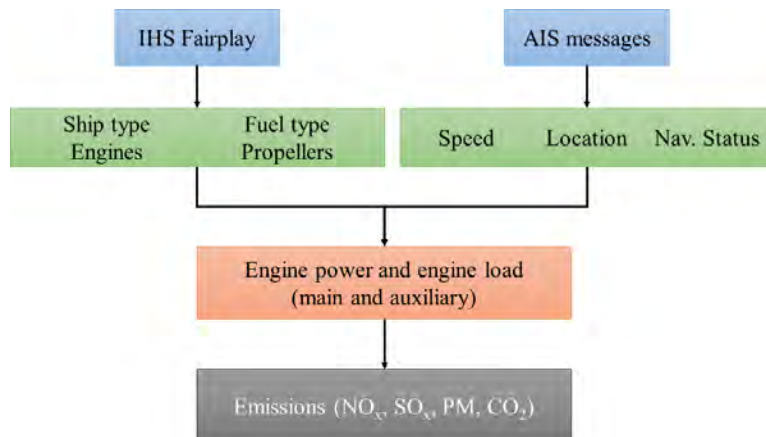 IHS Fairplay
AIS messages
Ship type
Engines
Fuel type
Propellers
Speed Location Nav. Status
Engine power and engine load
(main and auxiliary)
Emissions (NOₓ, SOₓ, PM, CO₂)